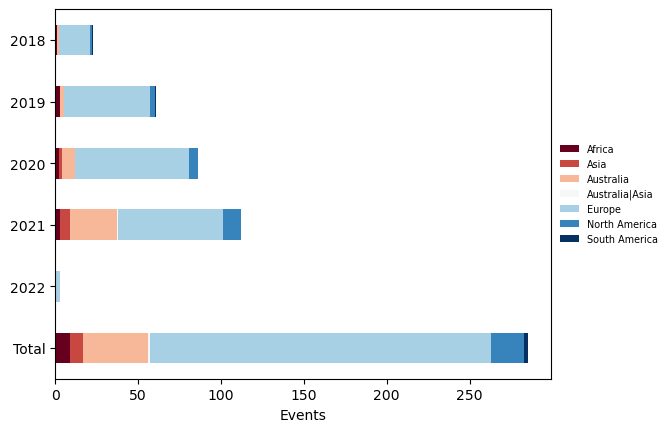 2018
2019
2020
2021
2022
Total
0 50 100 150 200 250
Events
Africa
Asia
Australia
Australia|Asia
Europe
North America
South America